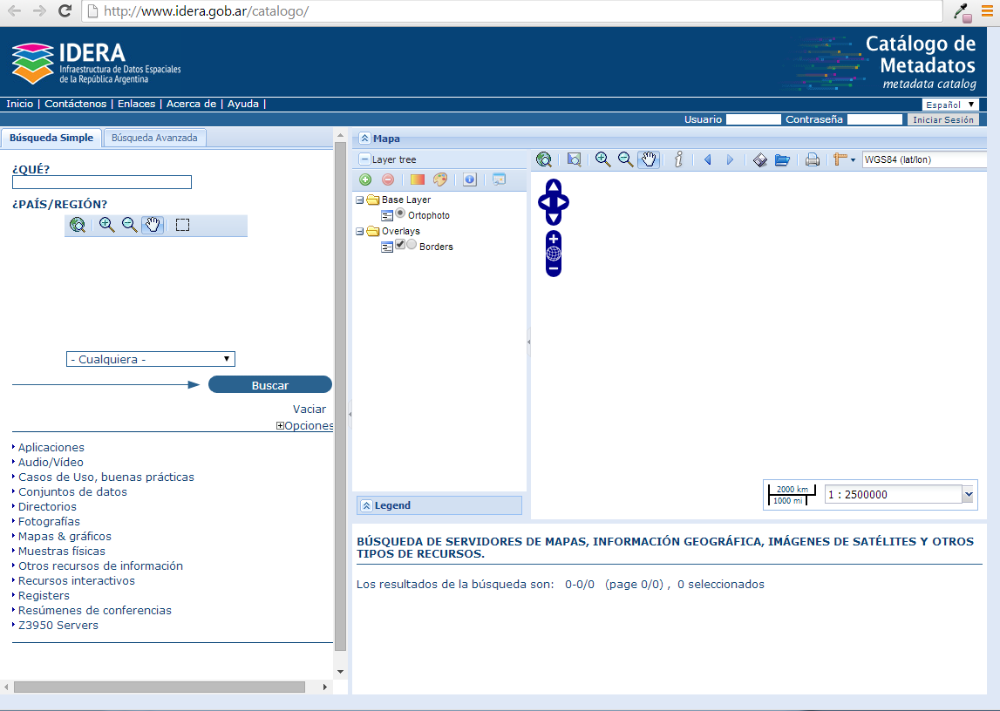 http://www.idera.gob.ar/catalogo/
IDERA
Infraestructura de Datos Espaciales
de la República Argentina
Catálogo de
Metadatos
metadata catalog
Inicio | Contáctenos | Enlaces | Acerca de | Ayuda |
Español
Usuario Contraseña Iniciar Sesión
Búsqueda Simple Búsqueda Avanzada
¿QUÉ?
¿PAÍS/REGIÓN?
- Cualquiera -
Buscar
Vaciar
Opciones
Aplicaciones
Audio/Vídeo
Casos de Uso, buenas prácticas
Conjuntos de datos
Directorios
Fotografías
Mapas & gráficos
Muestras físicas
Otros recursos de información
Recursos interactivos
Registers
Resúmenes de conferencias
Z3950 Servers
Mapa
Layer tree
WGS84 (lat/lon)
Base Layer
Ortophoto
Overlays
Borders
Legend
2000 km
1000 mi
1 : 2500000
BÚSQUEDA DE SERVIDORES DE MAPAS, INFORMACIÓN GEOGRÁFICA, IMÁGENES DE SATÉLITES Y OTROS
TIPOS DE RECURSOS.
Los resultados de la búsqueda son: 0-0/0 (page 0/0) , 0 seleccionados